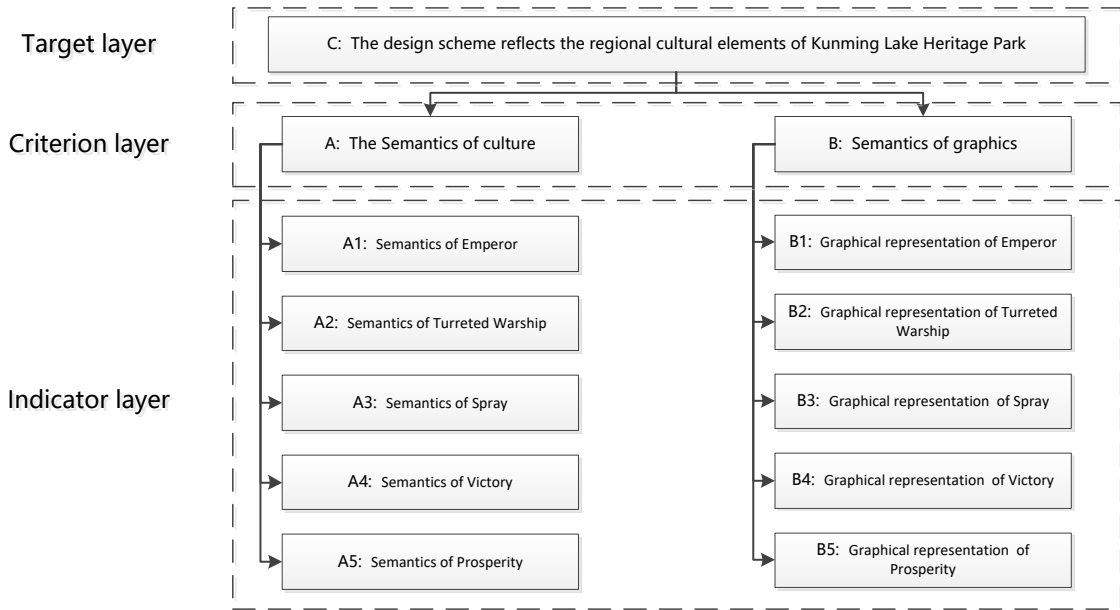 Target layer
C: The design scheme reflects the regional cultural elements of Kunming Lake Heritage Park
Criterion layer
A: The Semantics of culture
B: Semantics of graphics
Indicator layer
A1: Semantics of Emperor
A2: Semantics of Turreted Warship
A3: Semantics of Spray
A4: Semantics of Victory
A5: Semantics of Prosperity
B1: Graphical representation of Emperor
B2: Graphical representation of Turreted
Warship
B3: Graphical representation of Spray
B4: Graphical representation of Victory
B5: Graphical representation of
Prosperity